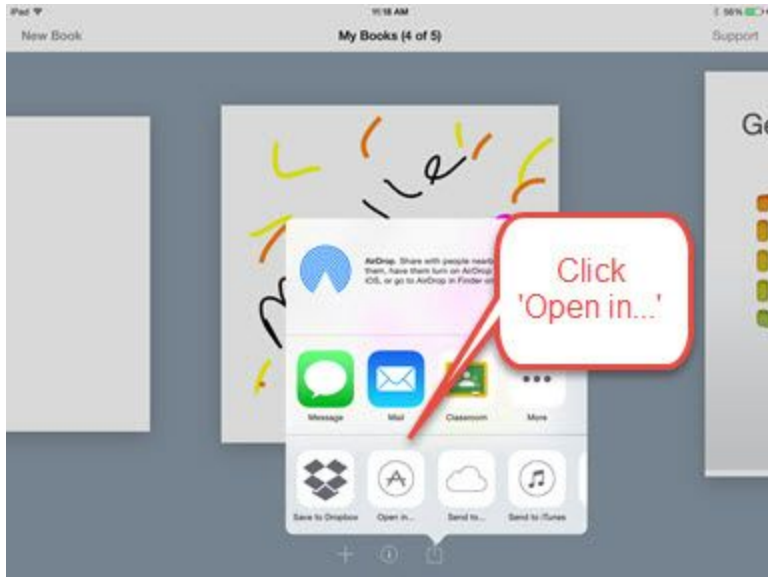 iPad 11:18 AM 56%
New Book My Books (4 of 5) Support
Ge
AirDrop. Share with people
them, have them turn on AirDrop
iOS, or go to AirDrop in Finder
Click
'Open in...'
Message Mail Classroom More
Save to Dropbox Open in... Send to... Send to iTunes